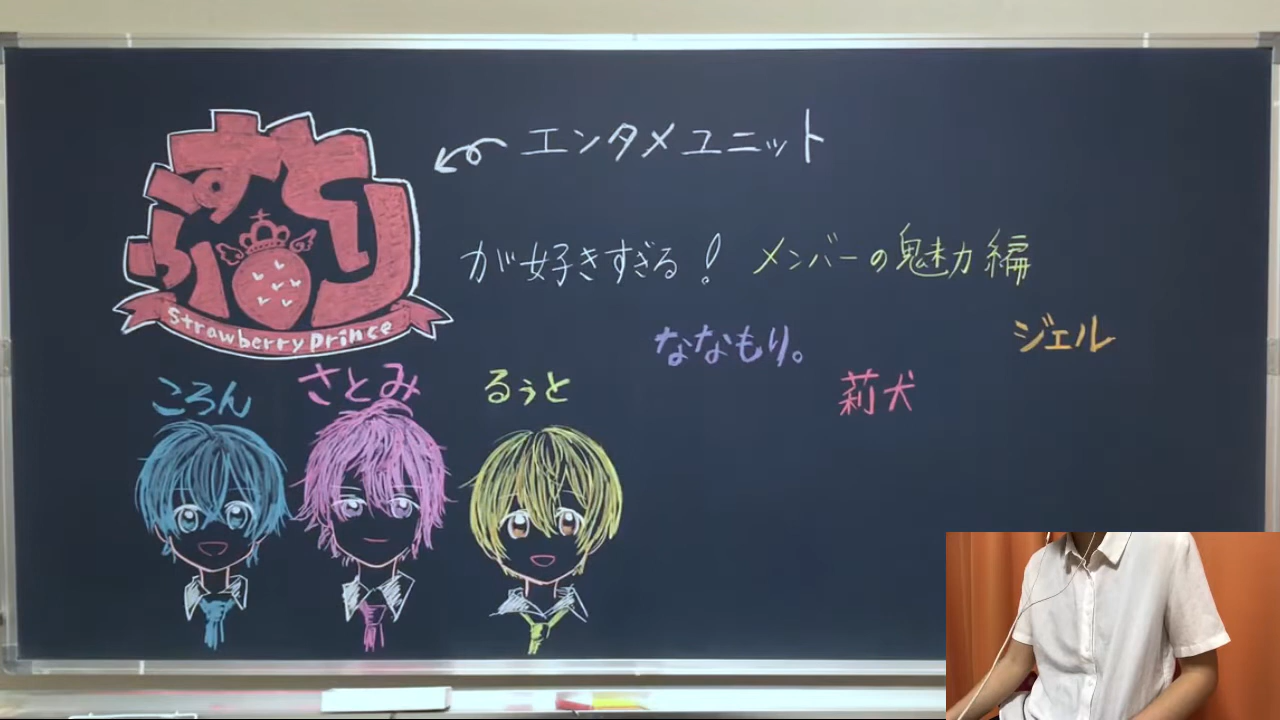 すとぷり
Strawberry Prince
エンタメユニット
が好きすぎる！メンバーの魅力編
ななもり。
ジェル
莉犬
ころん
さとみ
るぅと